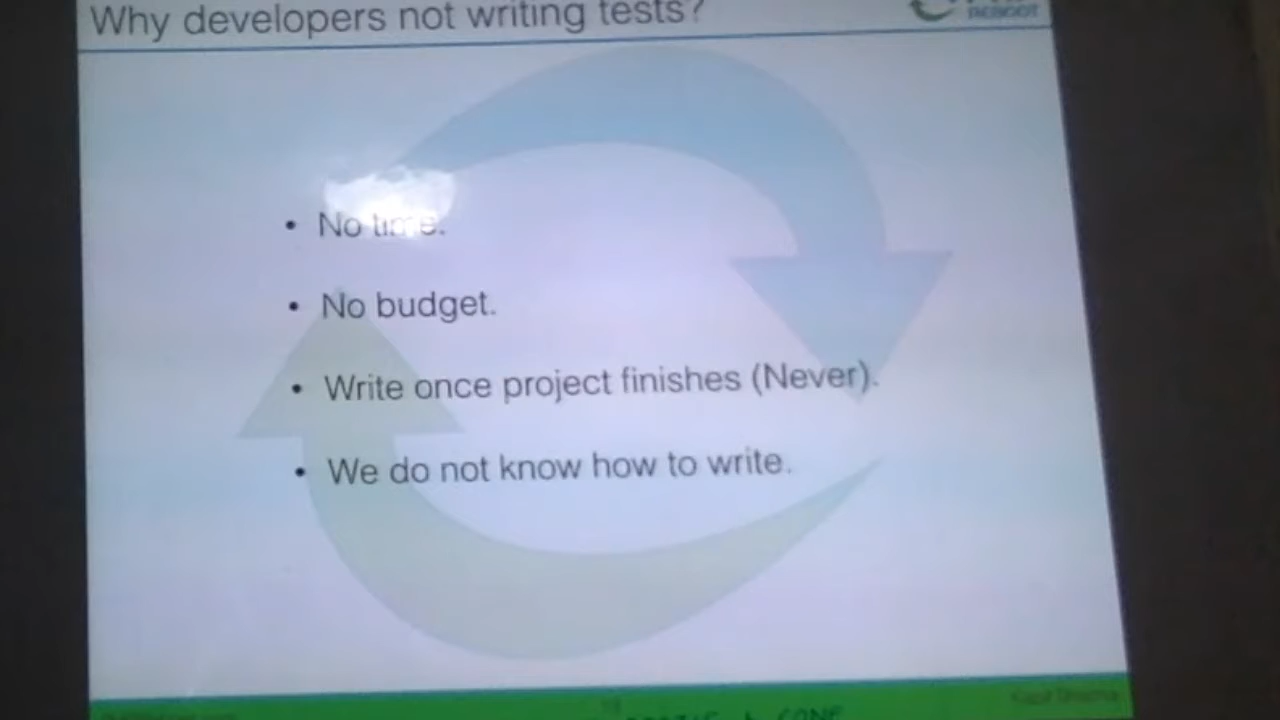 Why developers not writing tests?
REBOOT
• No time.
• No budget.
• Write once project finishes (Never).
• We do not know how to write.